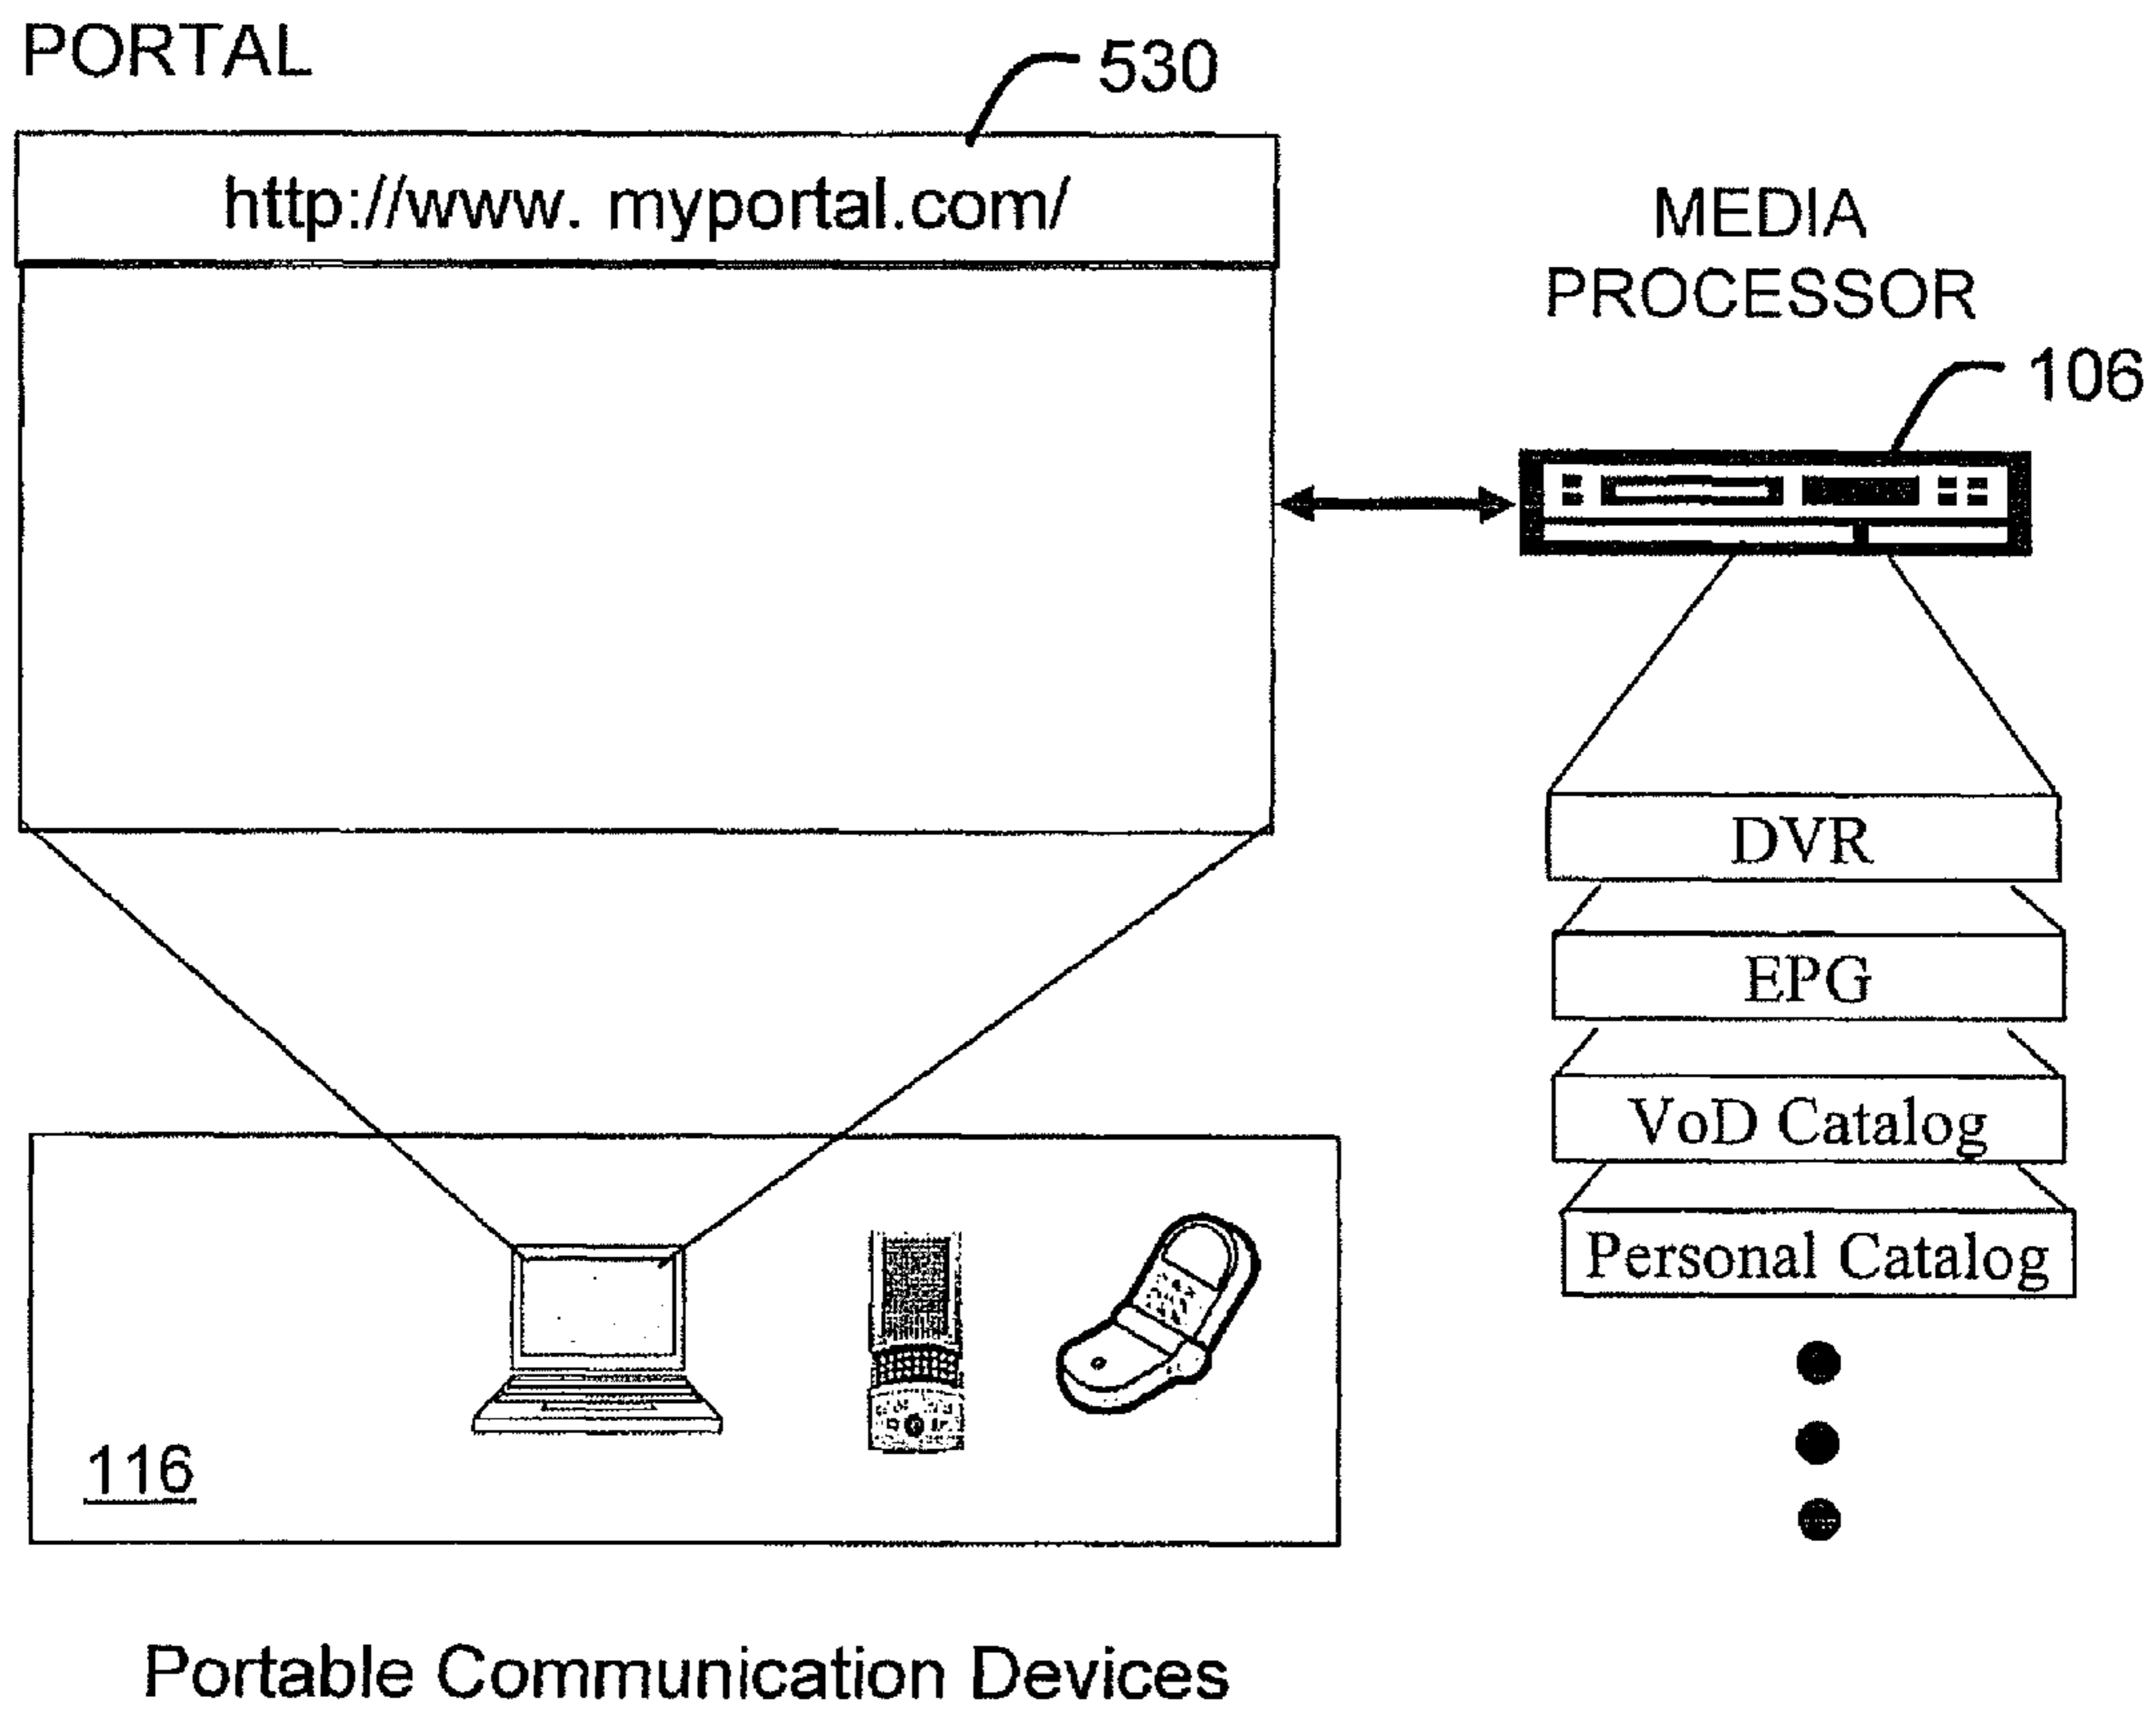 PORTAL
530
http://www. myportal.com/
MEDIA
PROCESSOR
106
DVR
EPG
VoD Catalog
Personal Catalog
116
Portable Communication Devices